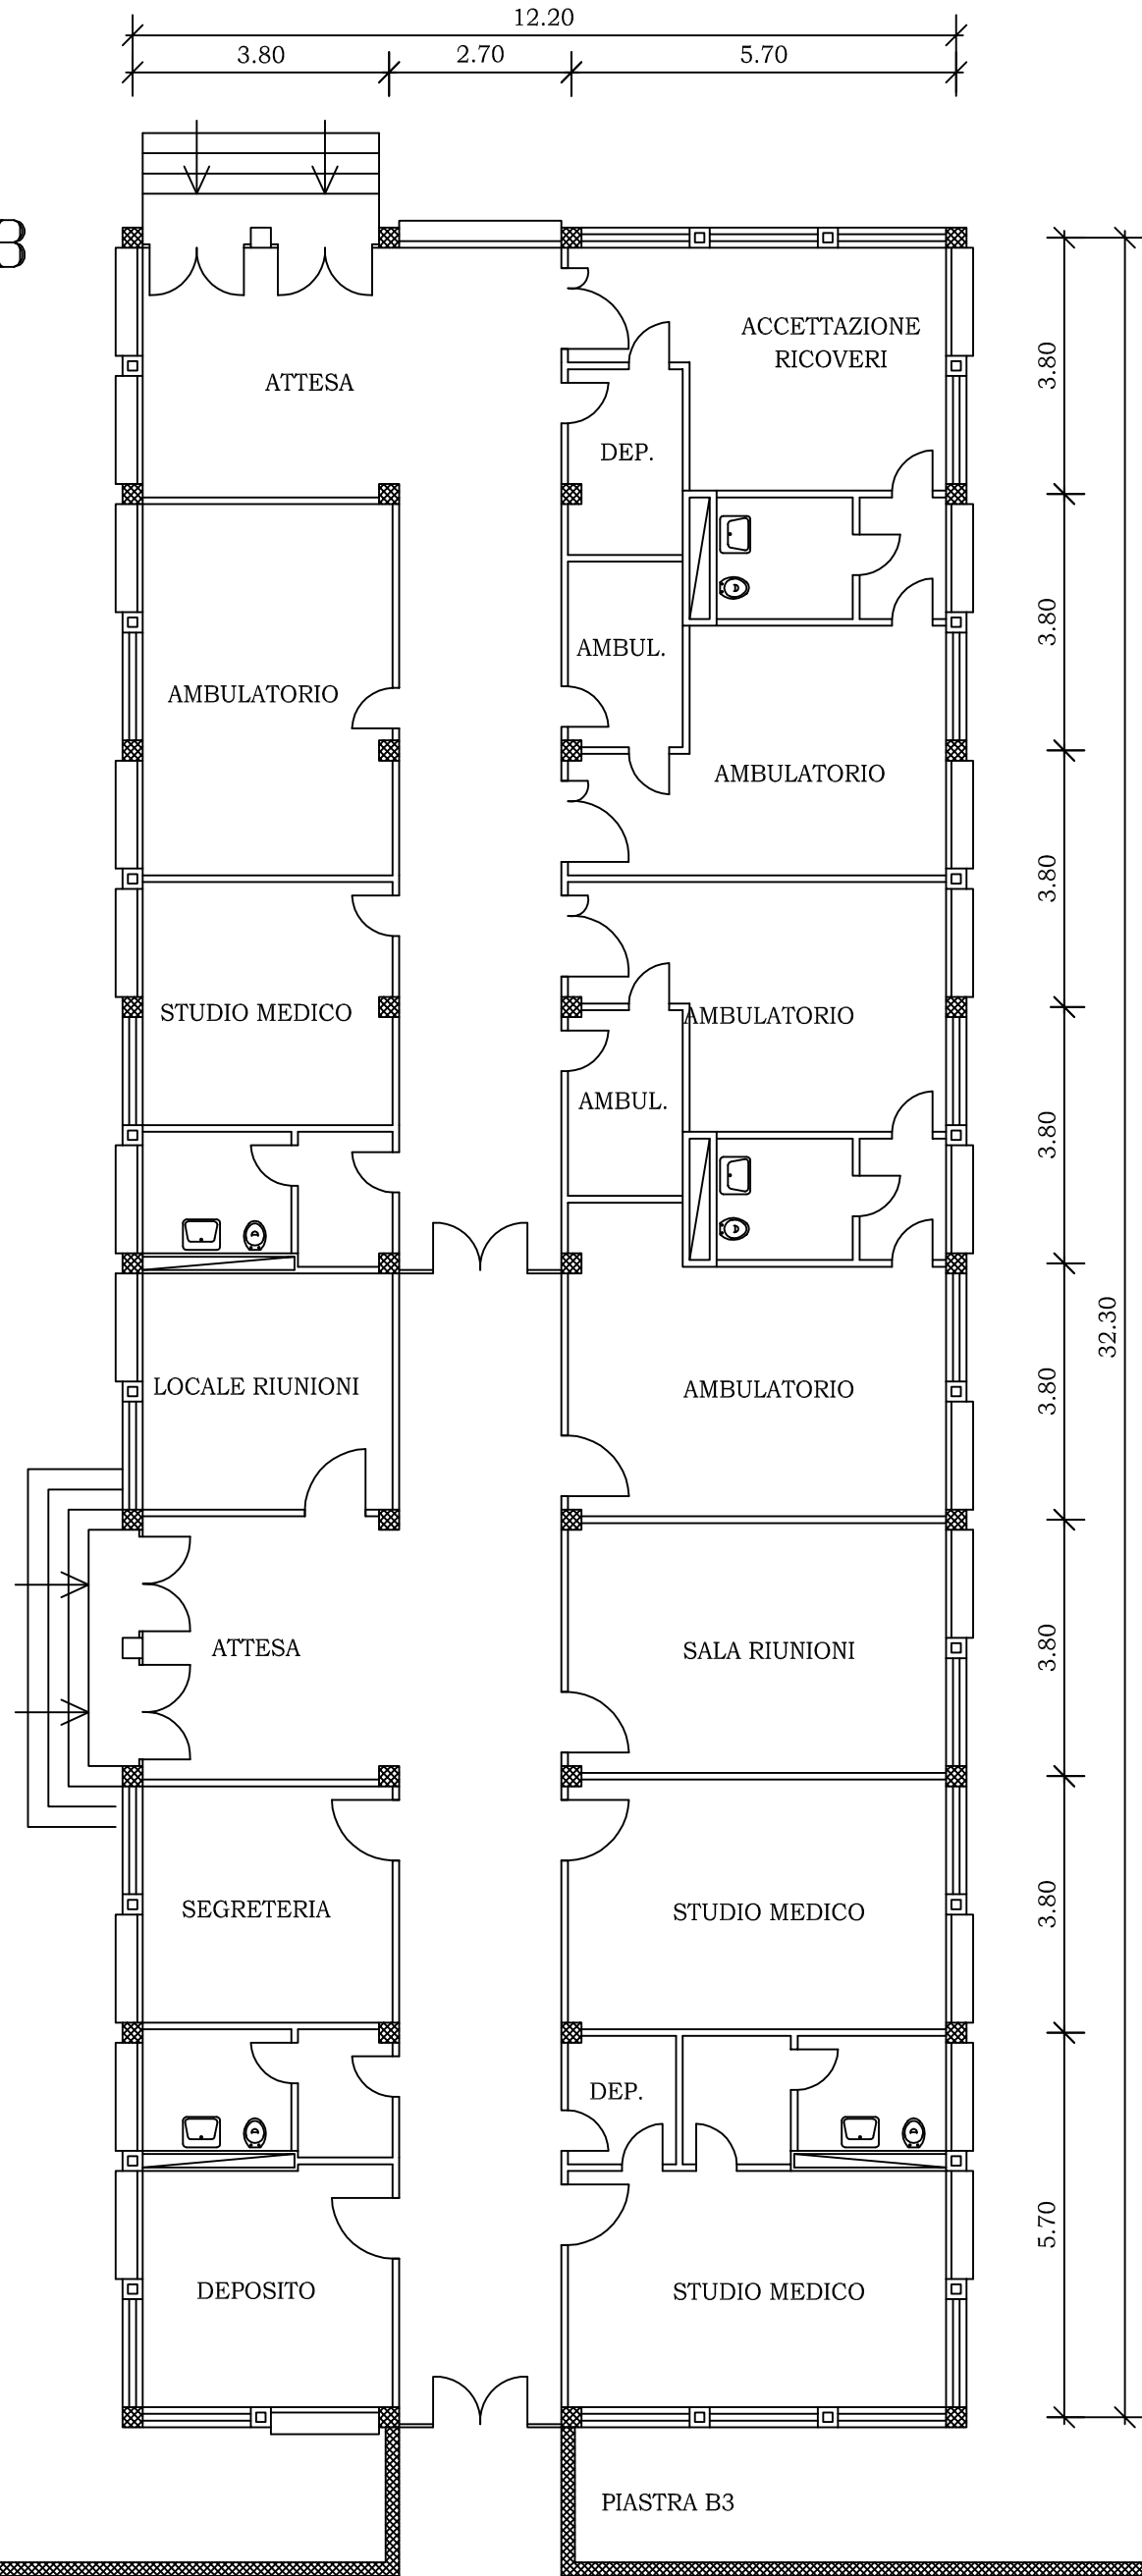 12.20
3.80 2.70 5.70
B
ACCETTAZIONE
RICOVERI
3.80
ATTESA
DEP.
3.80
AMBUL.
AMBULATORIO
AMBULATORIO
3.80
STUDIO MEDICO
AMBULATORIO
AMBUL.
3.80
32.30
LOCALE RIUNIONI
AMBULATORIO
3.80
ATTESA
SALA RIUNIONI
3.80
SEGRETERIA
STUDIO MEDICO
3.80
DEP.
5.70
DEPOSITO
STUDIO MEDICO
PIASTRA B3